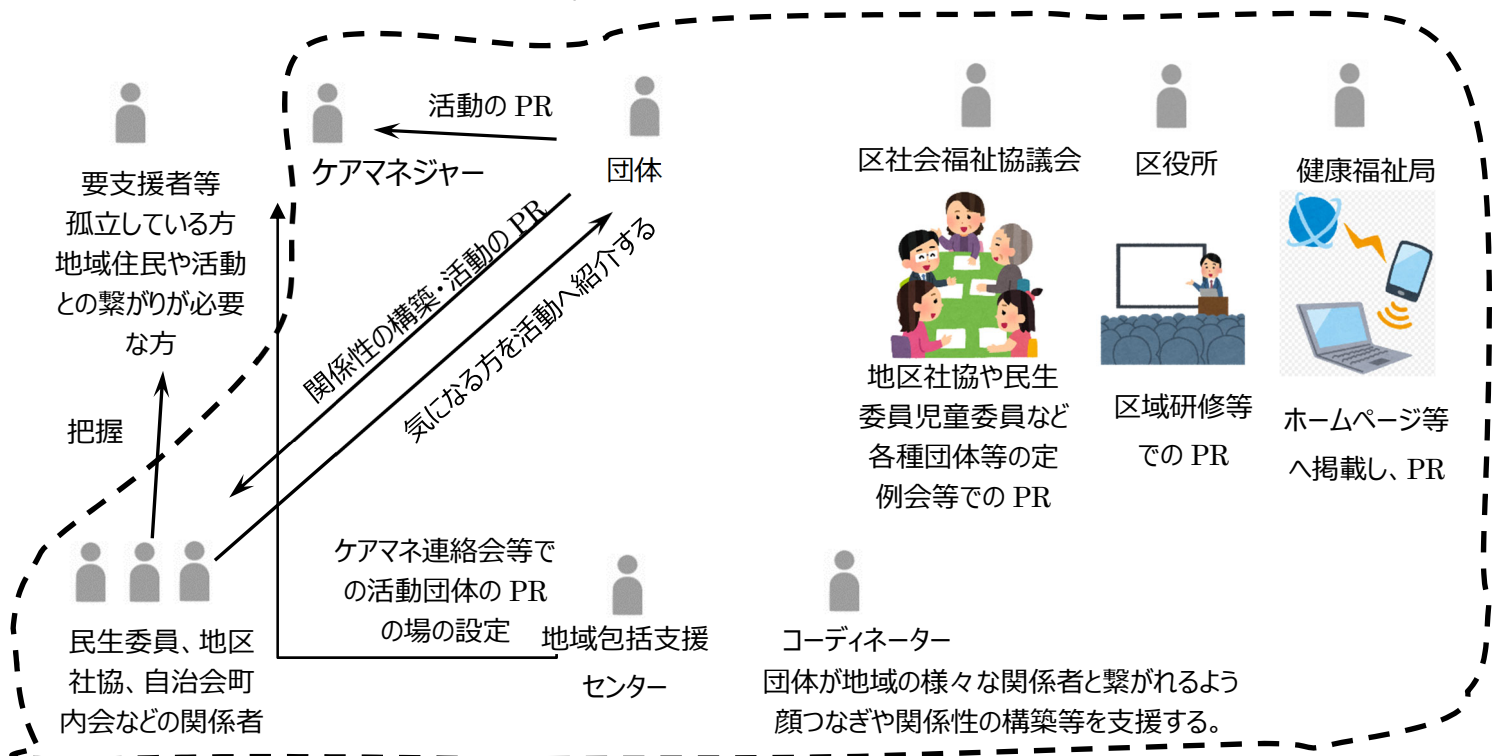 活動の PR
ケアマネジャー
団体
要支援者等
孤立している方
地域住民や活動
との繋がりが必要
な方
把握
関係性の構築・活動の PR
気になる方を活動へ紹介する
区社会福祉協議会
区役所
健康福祉局
地区社協や民生
委員児童委員など
各種団体等の定
例会等での PR
区域研修等
での PR
ホームページ等
へ掲載し、PR
民生委員、地区
社協、自治会町
内会などの関係者
ケアマネ連絡会等で
の活動団体の PR
の場の設定
地域包括支援
センター
コーディネーター
団体が地域の様々な関係者と繋がれるよう
顔つなぎや関係性の構築等を支援する。